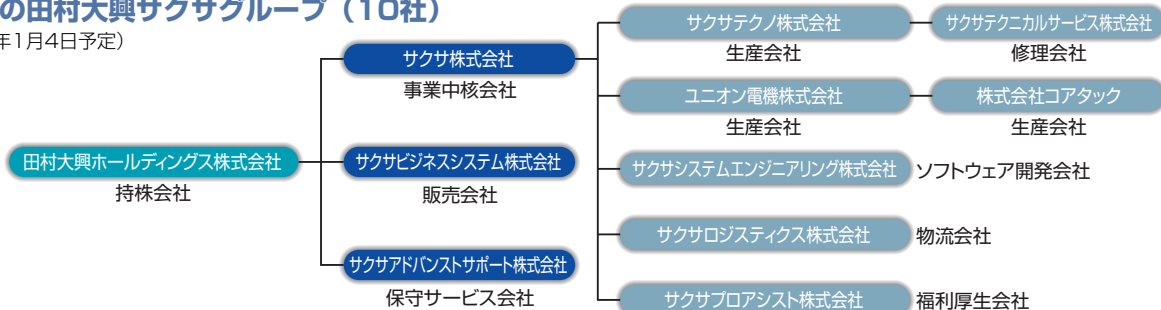 の田村大興サクサグループ（10社）
年1月4日予定）
サクサテクノ株式会社
サクサテクニカルサービス株式会社
生産会社
修理会社
サクサ株式会社
事業中核会社
ユニオン電機株式会社
株式会社コアタック
生産会社
生産会社
田村大興ホールディングス株式会社
持株会社
サクサビジネスシステム株式会社
販売会社
サクサシステムエンジニアリング株式会社
ソフトウェア開発会社
サクサロジスティクス株式会社
物流会社
サクサアドバンストサポート株式会社
保守サービス会社
サクサプロアシスト株式会社
福利厚生会社